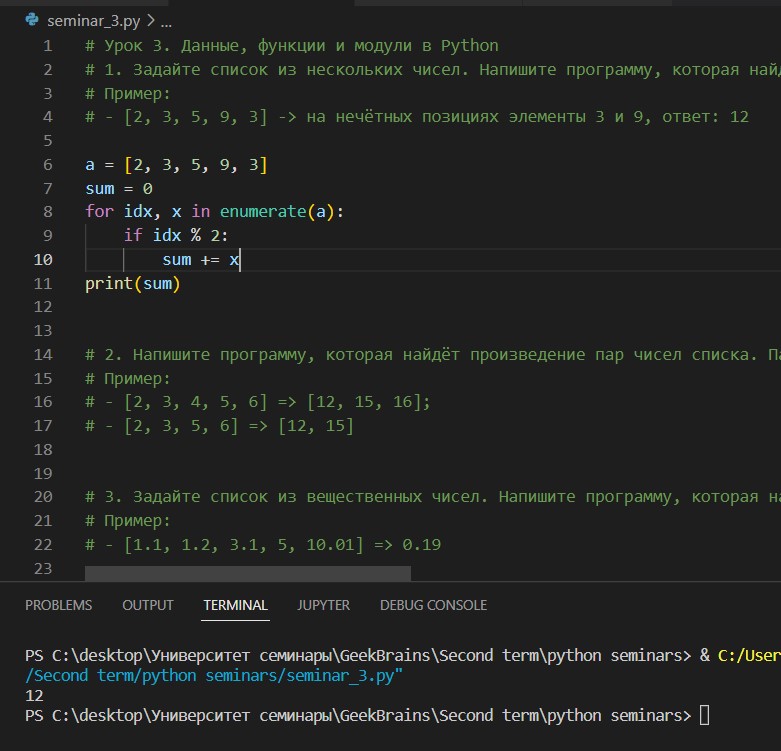 seminar_3.py > ...
1 # Урок 3. Данные, функции и модули в Python
2 # 1. Задайте список из нескольких чисел. Напишите программу, которая
3 # Пример:
4 # - [2, 3, 5, 9, 3] -> на нечётных позициях элементы 3 и 9, ответ: 12
5
6 a = [2, 3, 5, 9, 3]
7 sum = 0
8 for idx, x in enumerate(a):
9 if idx % 2:
10 sum += x
11 print(sum)
12
13
14 # 2. Напишите программу, которая найдёт произведение пар чисел списка.
15 # Пример:
16 # - [2, 3, 4, 5, 6] => [12, 15, 16];
17 # - [2, 3, 5, 6] => [12, 15]
18
19
20 # 3. Задайте список из вещественных чисел. Напишите программу, которая
21 # Пример:
22 # - [1.1, 1.2, 3.1, 5, 10.01] => 0.19
23
PROBLEMS OUTPUT TERMINAL JUPYTER DEBUG CONSOLE
PS C:\desktop\Университет семинары\GeekBrains\Second term\python seminars> & C:/User
/Second term/python seminars/seminar_3.py"
12
PS C:\desktop\Университет семинары\GeekBrains\Second term\python seminars>